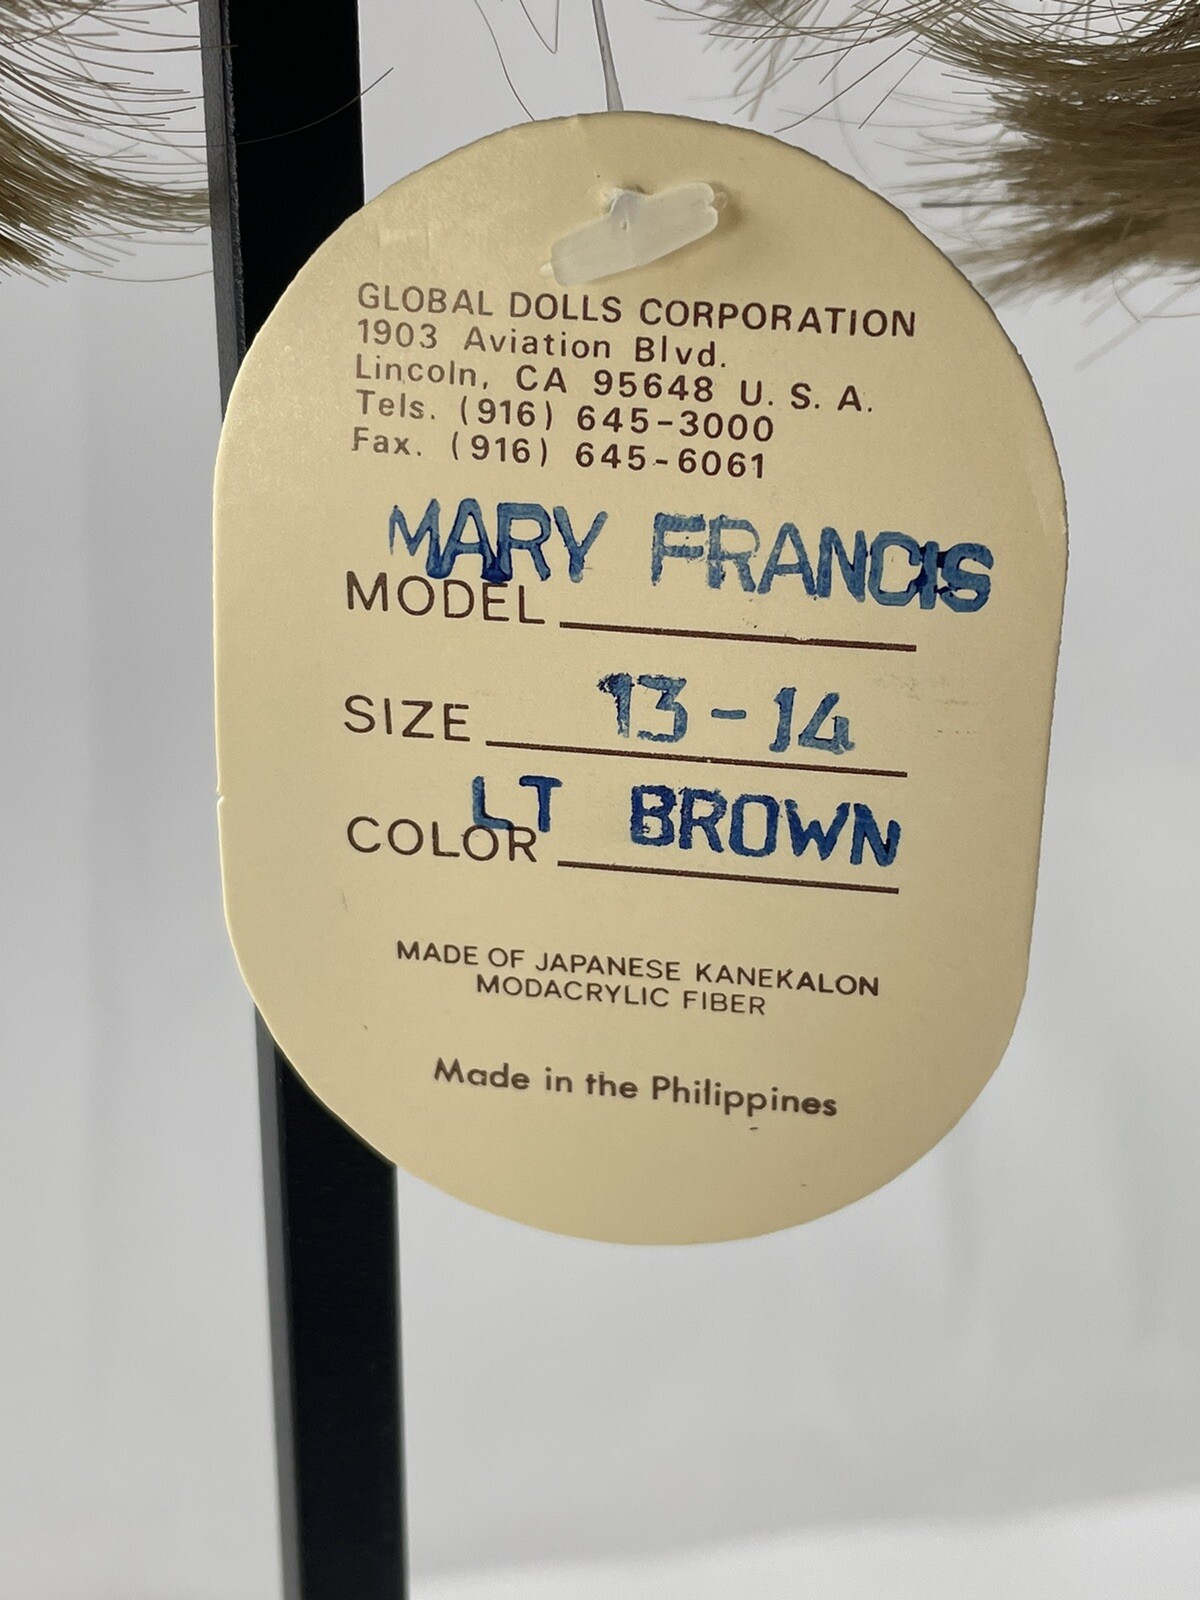 GLOBAL DOLLS CORPORATION
1903 Aviation Blvd.
Lincoln, CA 95648 U. S. A.
Tels. (916) 645-3000
Fax. (916) 645-6061
MODEL MARY FRANCIS
SIZE 13-14
COLOR LT BROWN
MADE OF JAPANESE KANEKALON
MODACRYLIC FIBER
Made in the Philippines